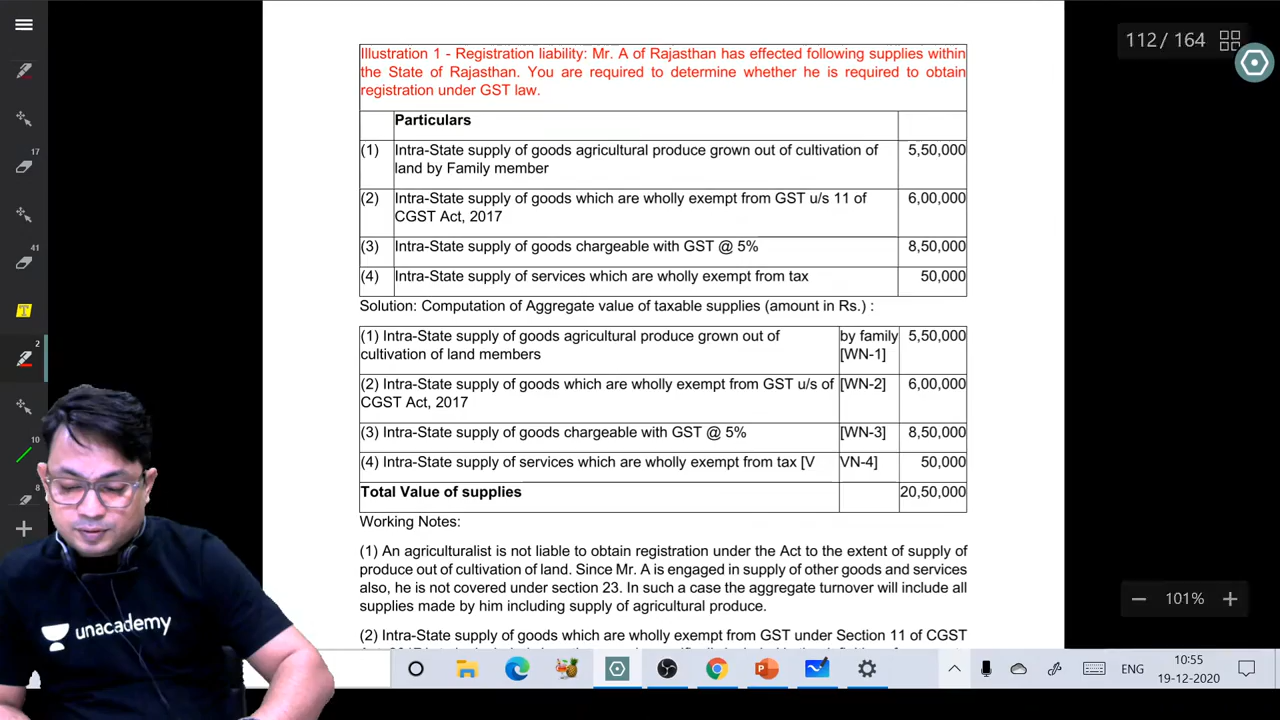 112 / 164
Illustration 1 - Registration liability: Mr. A of Rajasthan has effected following supplies within
the State of Rajasthan. You are required to determine whether he is required to obtain
registration under GST law.
Particulars
(1) Intra-State supply of goods agricultural produce grown out of cultivation of 5,50,000
land by Family member
(2) Intra-State supply of goods which are wholly exempt from GST u/s 11 of 6,00,000
CGST Act, 2017
(3) Intra-State supply of goods chargeable with GST @ 5% 8,50,000
(4) Intra-State supply of services which are wholly exempt from tax 50,000
Solution: Computation of Aggregate value of taxable supplies (amount in Rs.) :
(1) Intra-State supply of goods agricultural produce grown out of by family 5,50,000
cultivation of land members [WN-1]
(2) Intra-State supply of goods which are wholly exempt from GST u/s of [WN-2] 6,00,000
CGST Act, 2017
(3) Intra-State supply of goods chargeable with GST @ 5% [WN-3] 8,50,000
(4) Intra-State supply of services which are wholly exempt from tax [V VN-4] 50,000
Total Value of supplies 20,50,000
Working Notes:
(1) An agriculturalist is not liable to obtain registration under the Act to the extent of supply of
produce out of cultivation of land. Since Mr. A is engaged in supply of other goods and services
also, he is not covered under section 23. In such a case the aggregate turnover will include all
supplies made by him including supply of agricultural produce.
(2) Intra-State supply of goods which are wholly exempt from GST under Section 11 of CGST
17
41
T
2
10
8
101%
unacademy
ENG
10:55
19-12-2020